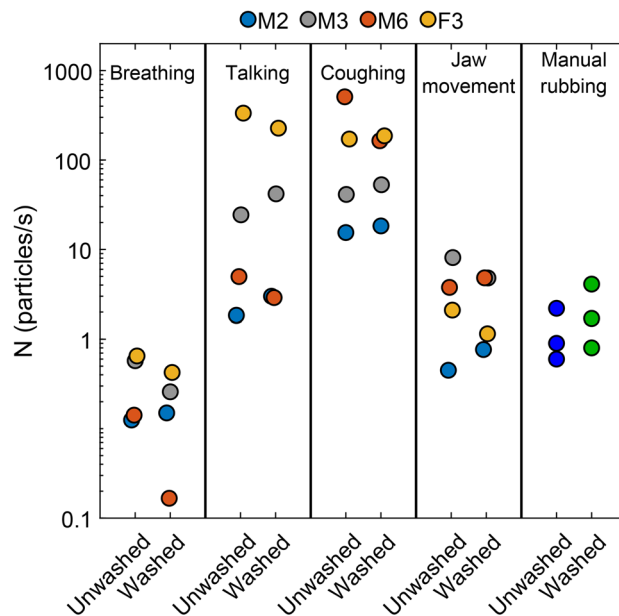 M2 M3 M6 F3
Breathing Talking Coughing Jaw movement Manual rubbing
1000
100
10
1
0.1
N (particles/s)
Unwashed Washed Unwashed Washed Unwashed Washed Unwashed Washed Unwashed Washed